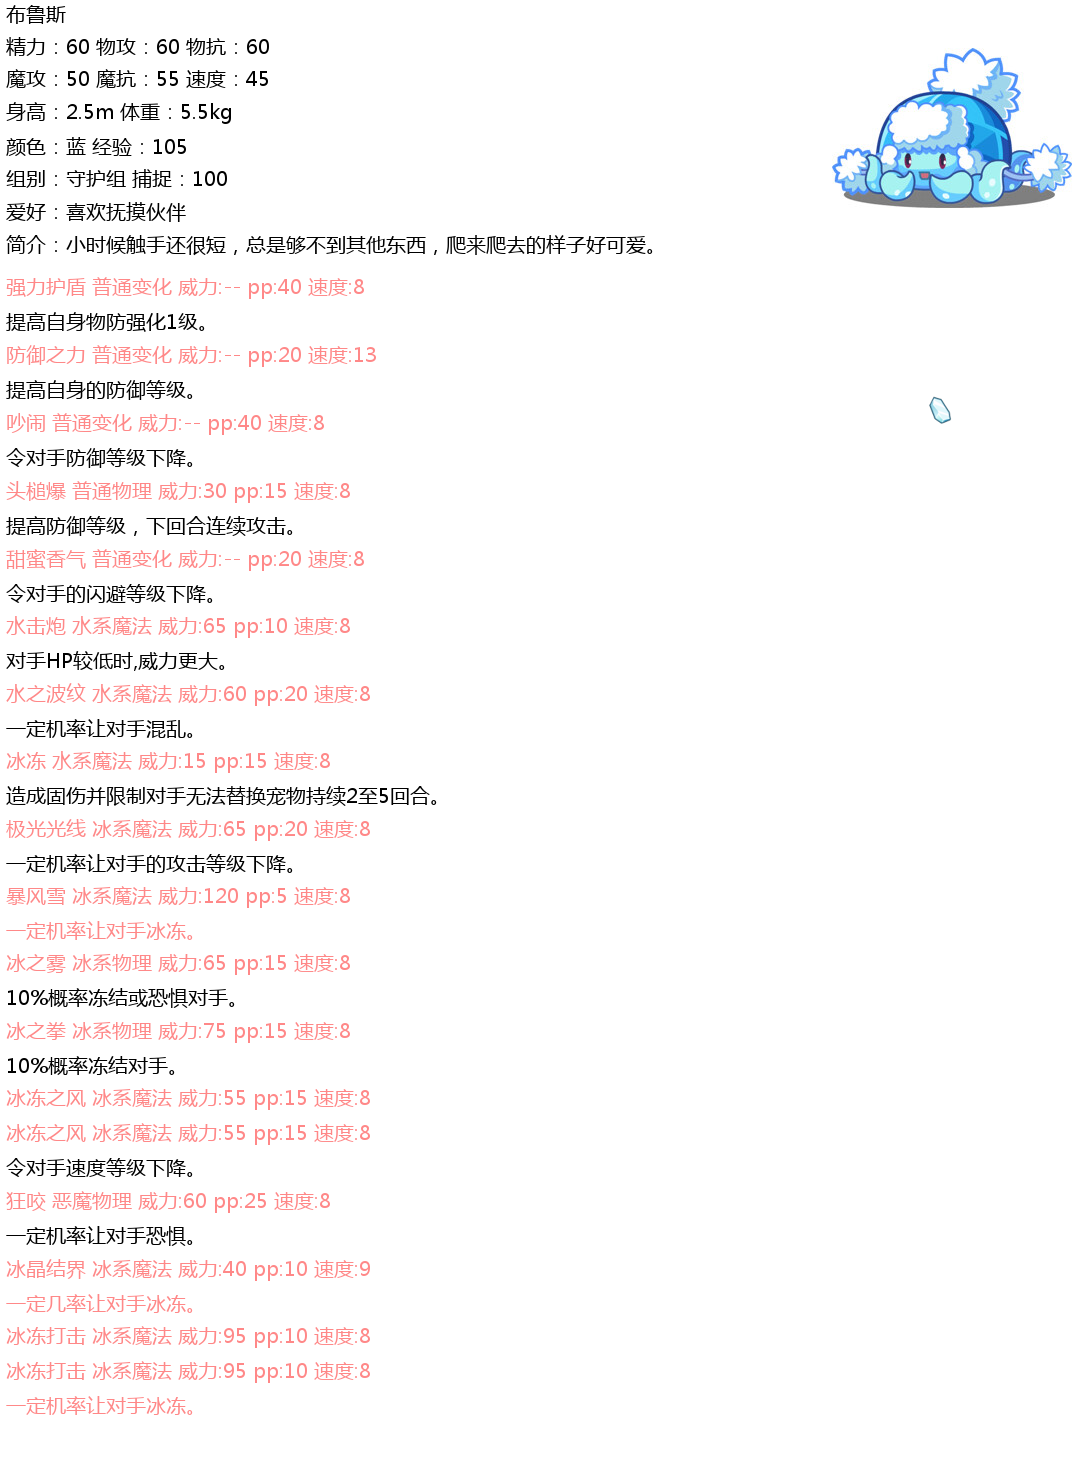 布鲁斯
精力：60 物攻：60 物抗：60
魔攻：50 魔抗：55 速度：45
身高：2.5m 体重：5.5kg
颜色：蓝 经验：105
组别：守护组 捕捉：100
爱好：喜欢抚摸伙伴
简介：小时候触手还很短，总是够不到其他东西，爬来爬去的样子好可爱。
强力护盾 普通变化 威力:-- pp:40 速度:8
提高自身物防强化1级。
防御之力 普通变化 威力:-- pp:20 速度:13
提高自身的防御等级。
吵闹 普通变化 威力:-- pp:40 速度:8
令对手防御等级下降。
头槌爆 普通物理 威力:30 pp:15 速度:8
提高防御等级，下回合连续攻击。
甜蜜香气 普通变化 威力:-- pp:20 速度:8
令对手的闪避等级下降。
水击炮 水系魔法 威力:65 pp:10 速度:8
对手HP较低时,威力更大。
水之波纹 水系魔法 威力:60 pp:20 速度:8
一定机率让对手混乱。
冰冻 水系魔法 威力:15 pp:15 速度:8
造成固伤并限制对手无法替换宠物持续2至5回合。
极光光线 冰系魔法 威力:65 pp:20 速度:8
一定机率让对手的攻击等级下降。
暴风雪 冰系魔法 威力:120 pp:5 速度:8
一定机率让对手冰冻。
冰之雾 冰系物理 威力:65 pp:15 速度:8
10%概率冻结或恐惧对手。
冰之拳 冰系物理 威力:75 pp:15 速度:8
10%概率冻结对手。
冰冻之风 冰系魔法 威力:55 pp:15 速度:8
冰冻之风 冰系魔法 威力:55 pp:15 速度:8
令对手速度等级下降。
狂咬 恶魔物理 威力:60 pp:25 速度:8
一定机率让对手恐惧。
冰晶结界 冰系魔法 威力:40 pp:10 速度:9
一定几率让对手冰冻。
冰冻打击 冰系魔法 威力:95 pp:10 速度:8
冰冻打击 冰系魔法 威力:95 pp:10 速度:8
一定机率让对手冰冻。